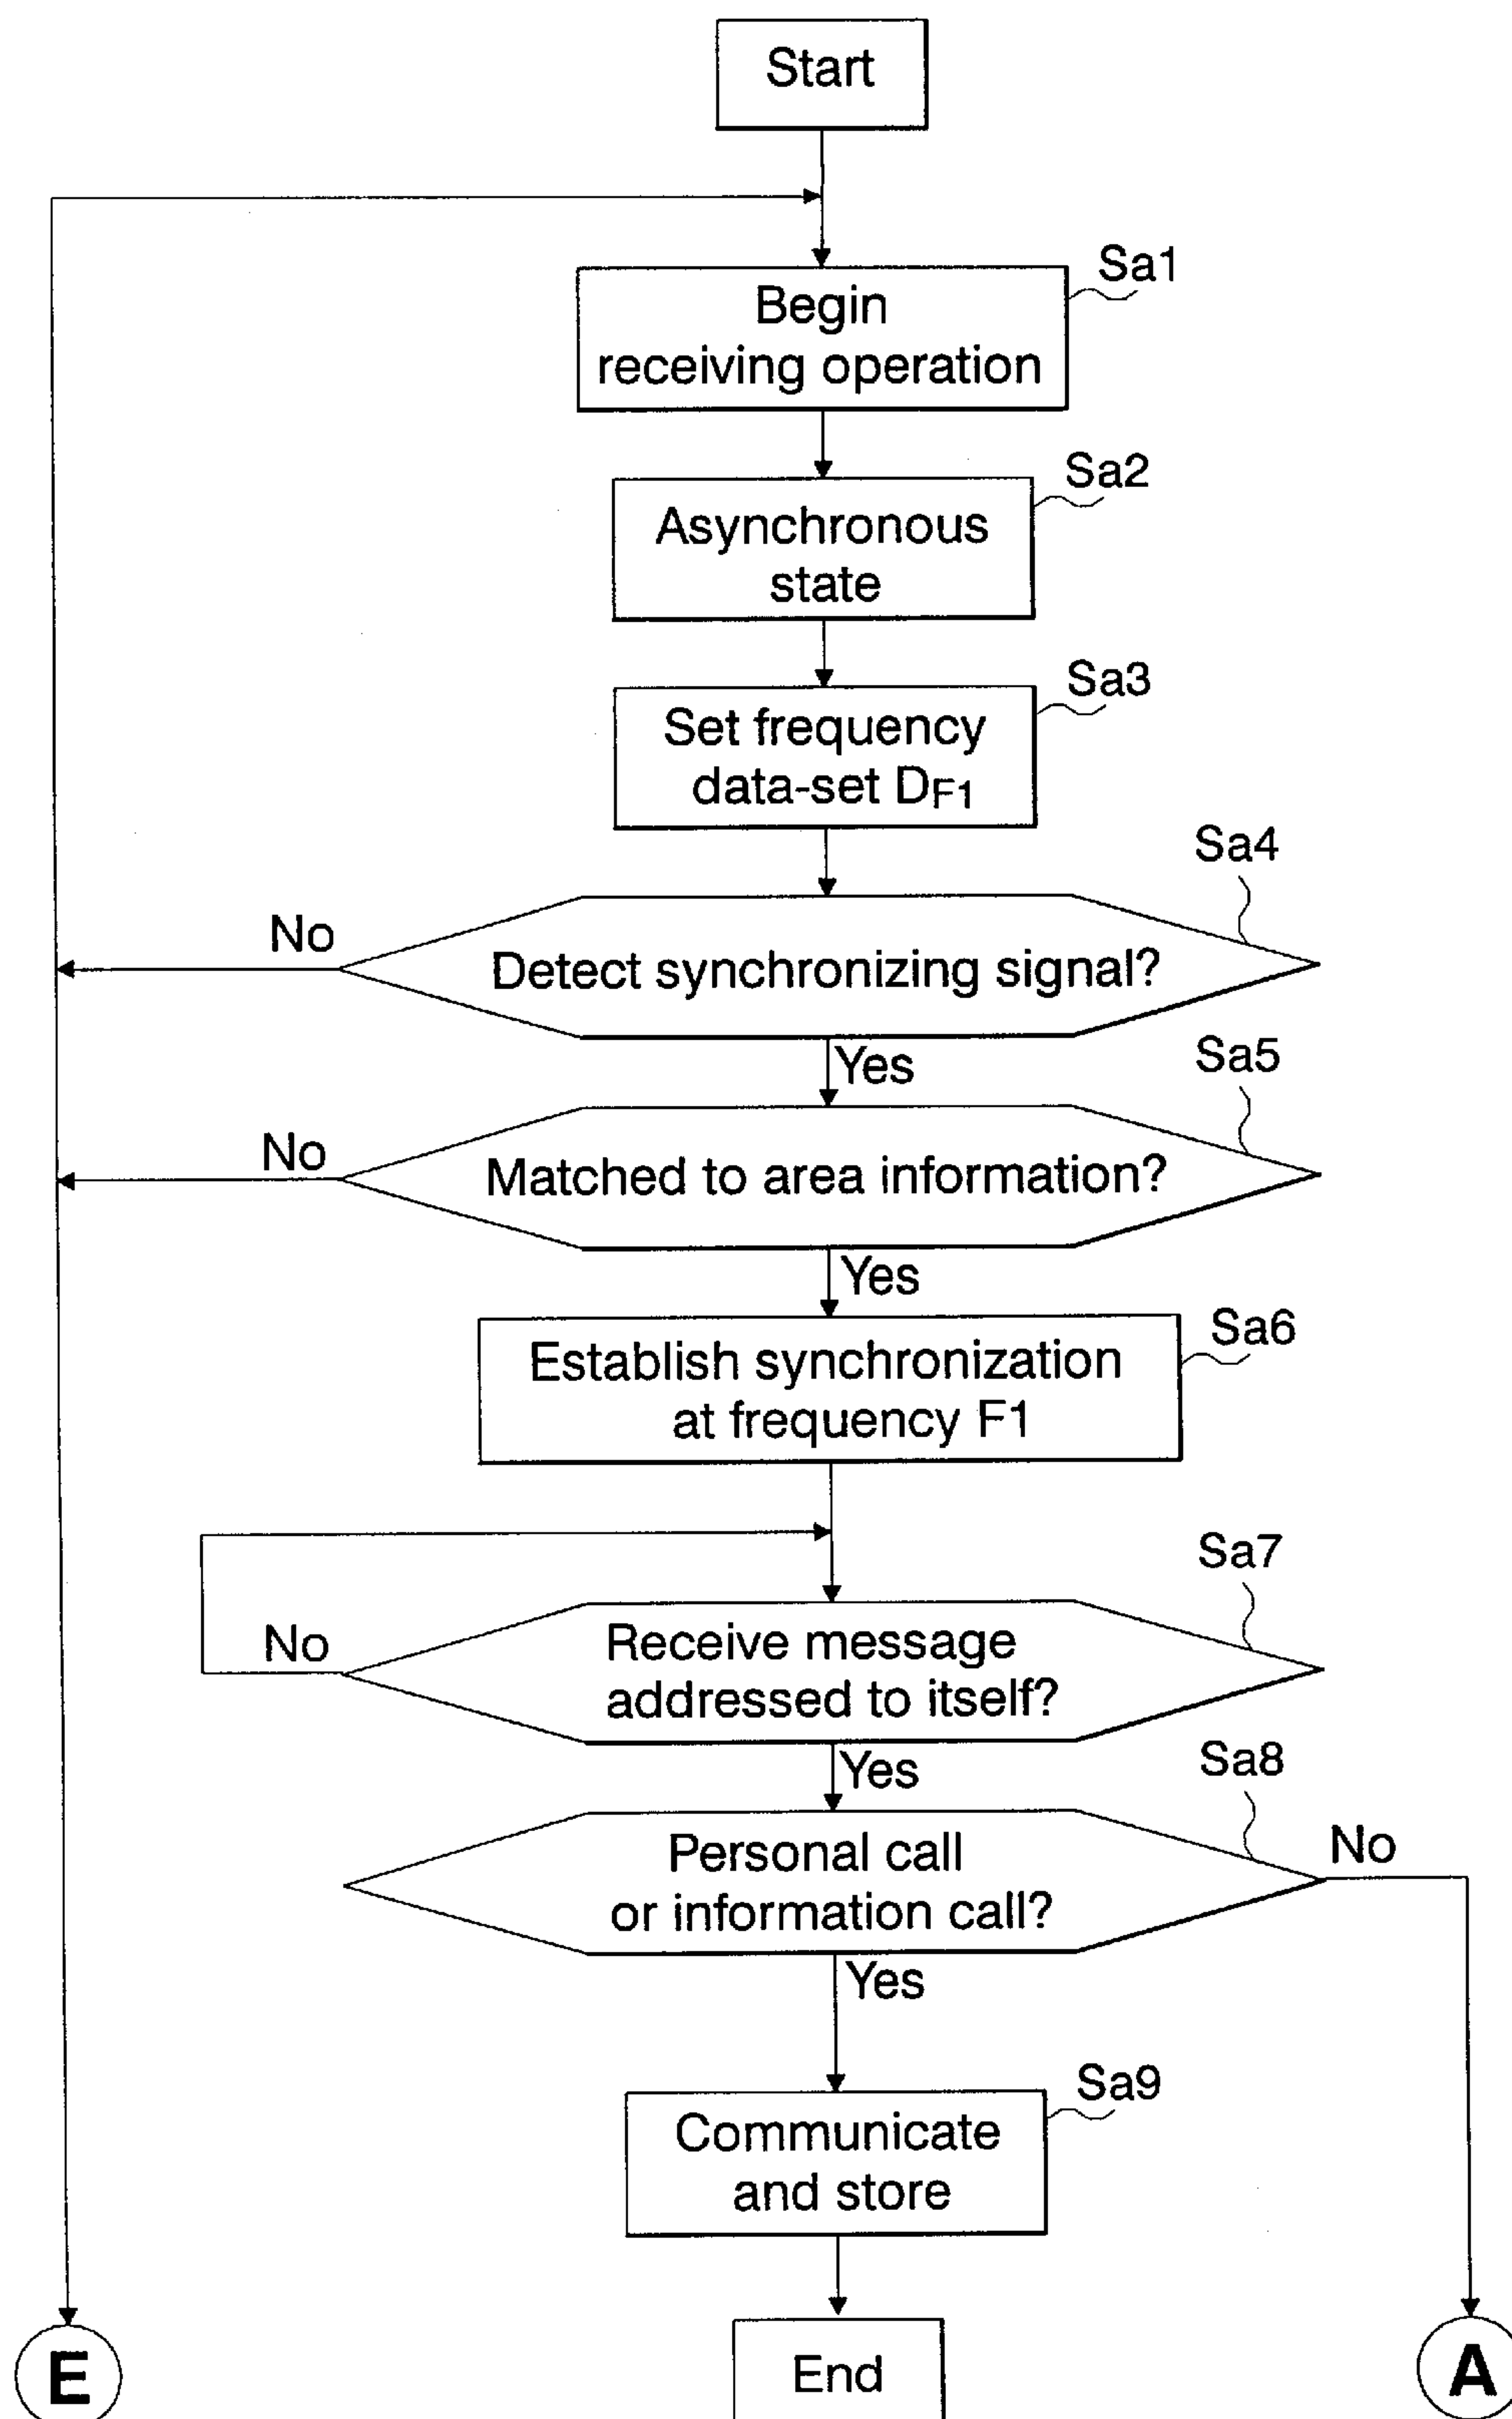 Start
Sa1
Begin
receiving operation
Sa2
Asynchronous
state
Sa3
Set frequency
data-set DF1
Sa4
No
Detect synchronizing signal?
Yes
Sa5
No
Matched to area information?
Yes
Sa6
Establish synchronization
at frequency F1
Sa7
No
Receive message
addressed to itself?
Yes
Sa8
No
Personal call
or information call?
Yes
Sa9
Communicate
and store
E
End
A